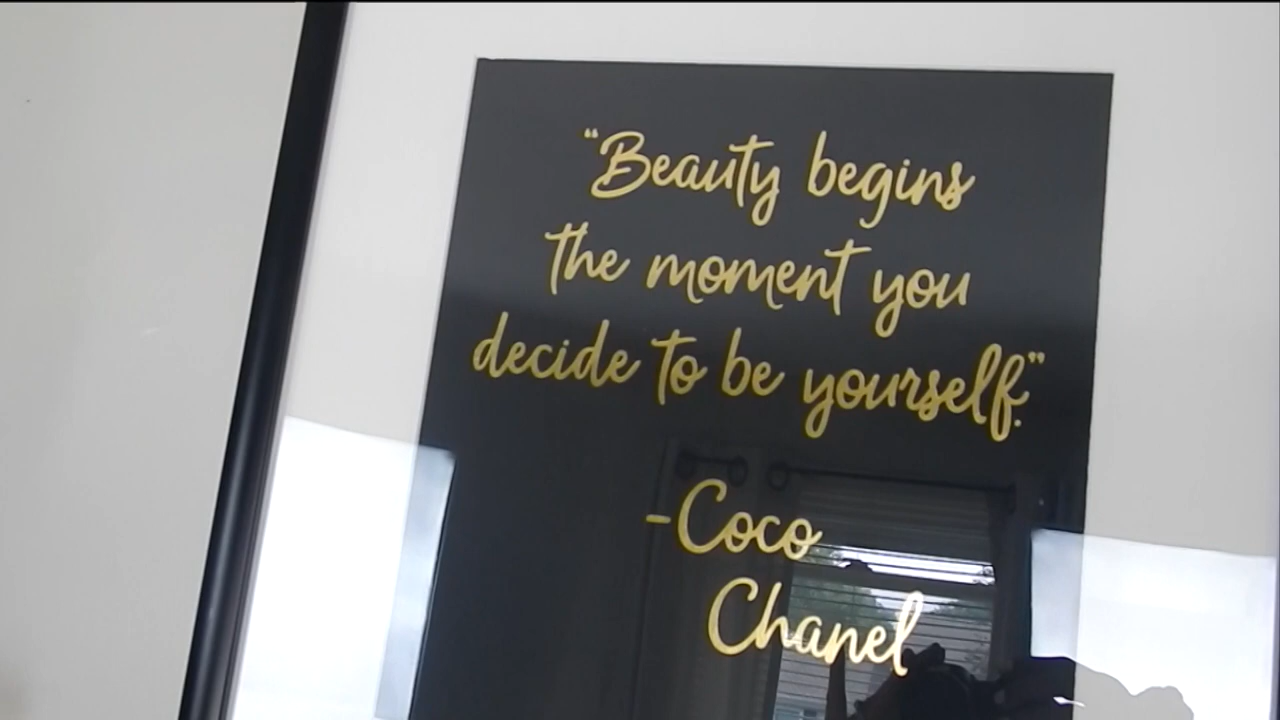 “Beauty begins
the moment you
decide to be yourself.”
-Coco
Chanel